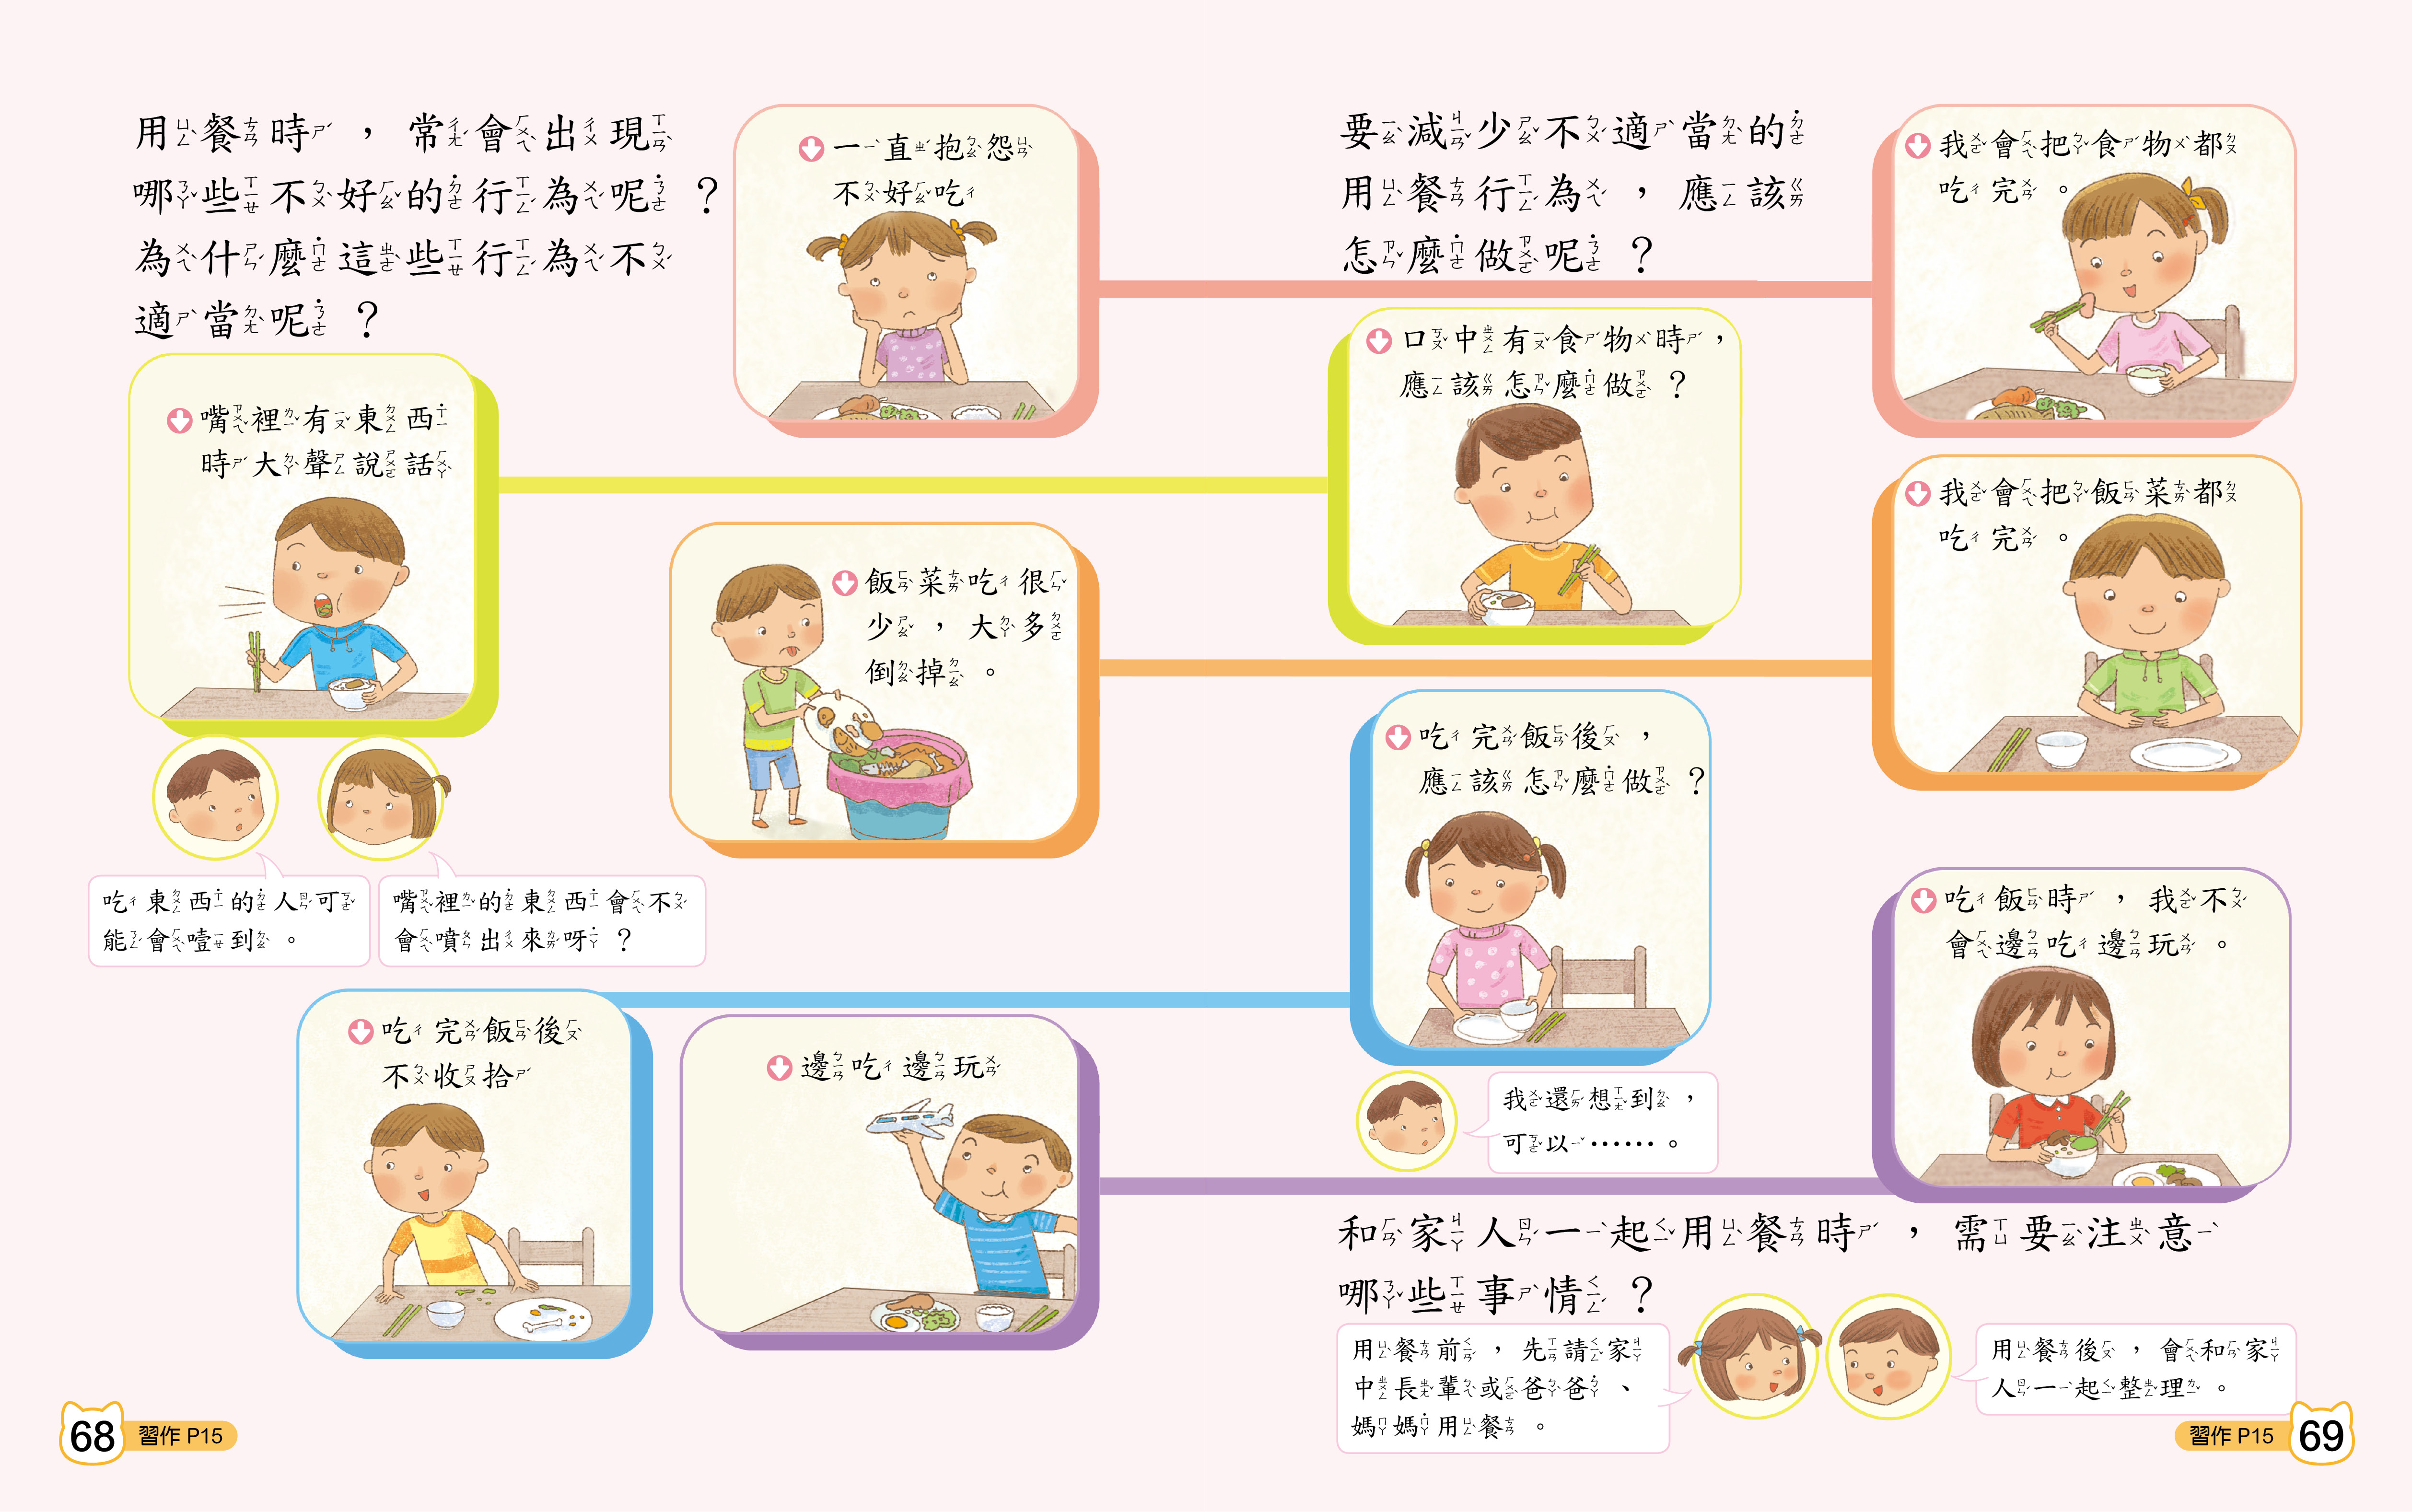 用餐時，常會出現
哪些不好的行為呢？
為什麼這些行為不
適當呢？
一直抱怨
不好吃
嘴裡有東西
時大聲說話
飯菜吃很
少，大多
倒掉。
吃東西的人可
能會噎到。
嘴裡的東西會不
會噴出來呀？
吃完飯後
不收拾
邊吃邊玩
68
習作 P15
要減少不適當的
用餐行為，應該
怎麼做呢？
我會把食物都
吃完。
口中有食物時，
應該怎麼做？
我會把飯菜都
吃完。
吃完飯後，
應該怎麼做？
我還想到，
可以……。
吃飯時，我不
會邊吃邊玩。
和家人一起用餐時，需要注意
哪些事情？
用餐前，先請家
中長輩或爸爸、
媽媽用餐。
用餐後，會和家
人一起整理。
習作 P15
69